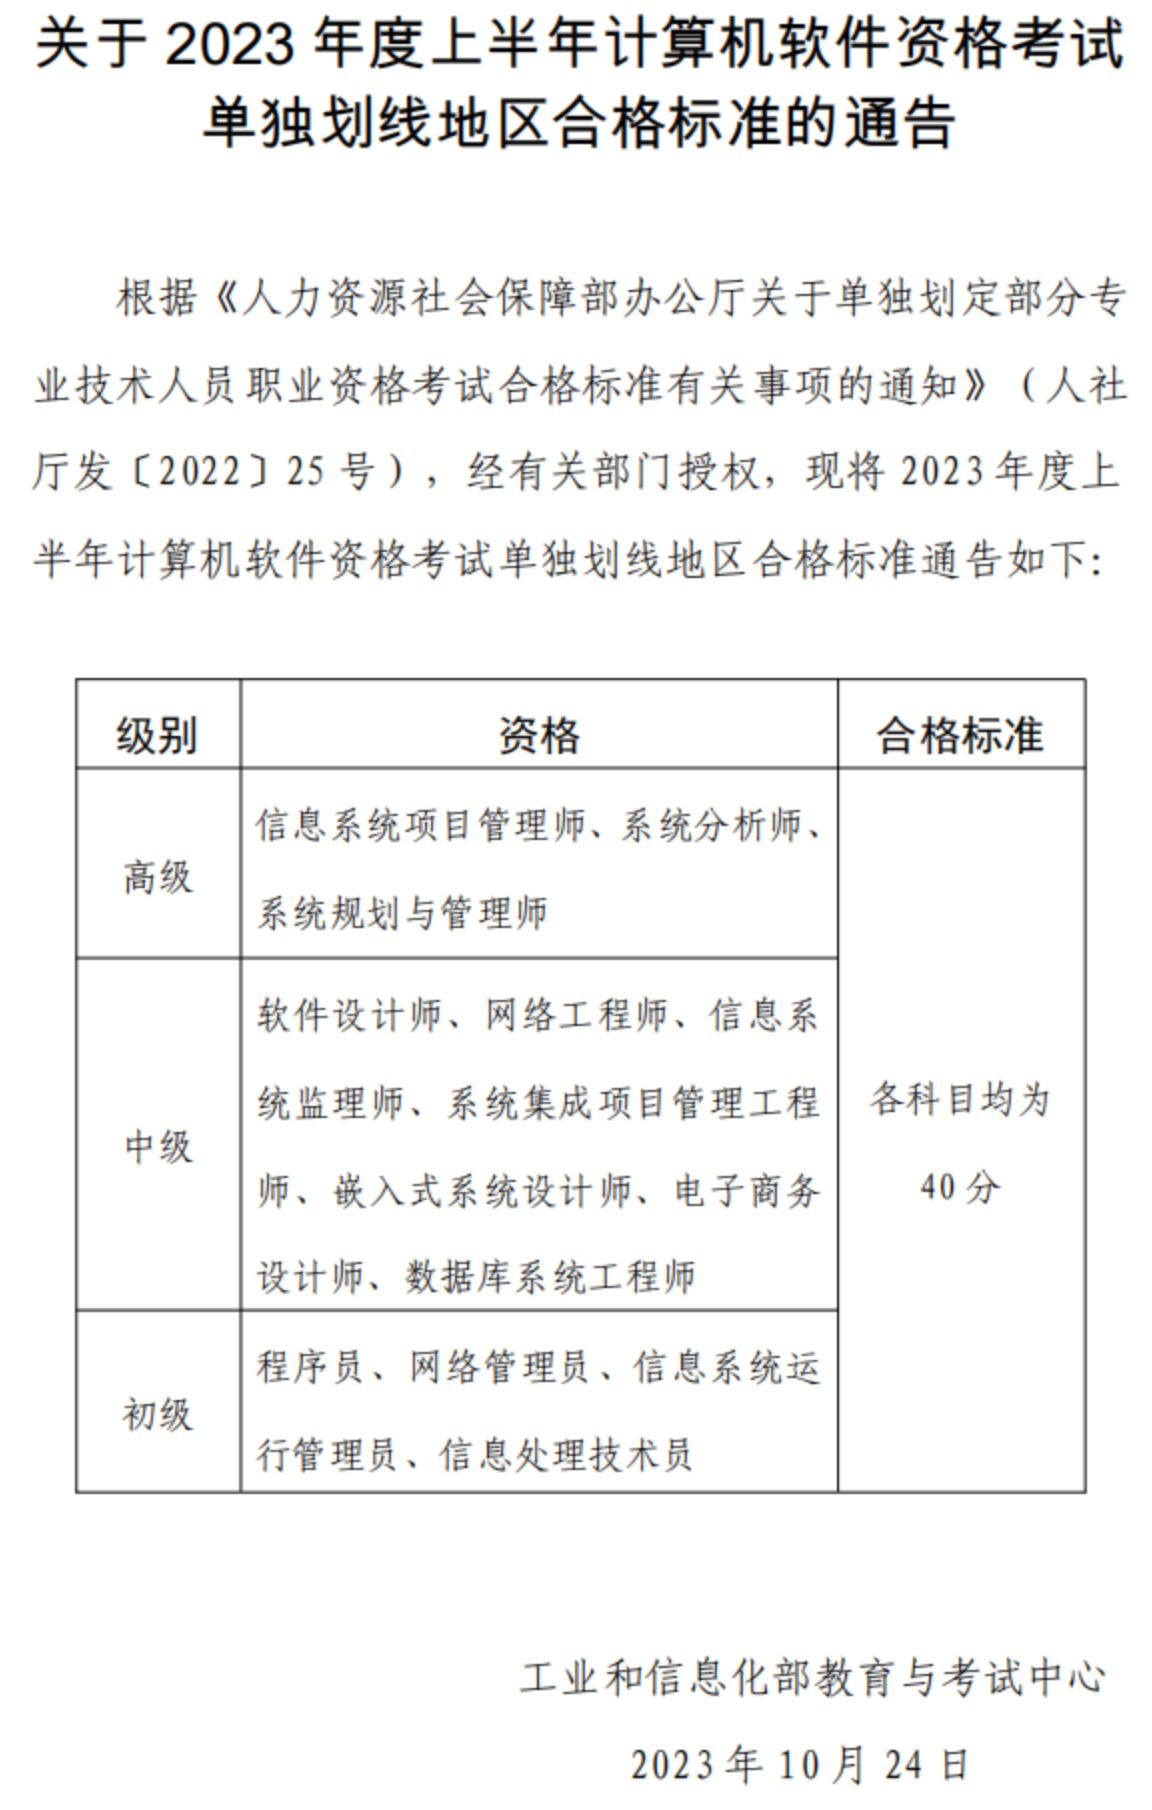 关于 2023 年度上半年计算机软件资格考试
单独划线地区合格标准的通告
根据《人力资源社会保障部办公厅关于单独划定部分专
业技术人员职业资格考试合格标准有关事项的通知》（人社
厅发〔2022〕25 号），经有关部门授权，现将 2023 年度上
半年计算机软件资格考试单独划线地区合格标准通告如下：
级别 资格 合格标准
高级
信息系统项目管理师、系统分析师、
系统规划与管理师
中级
软件设计师、网络工程师、信息系
统监理师、系统集成项目管理工程
师、嵌入式系统设计师、电子商务
设计师、数据库系统工程师
初级
程序员、网络管理员、信息系统运
行管理员、信息处理技术员
各科目均为
40 分
工业和信息化部教育与考试中心
2023 年 10 月 24 日